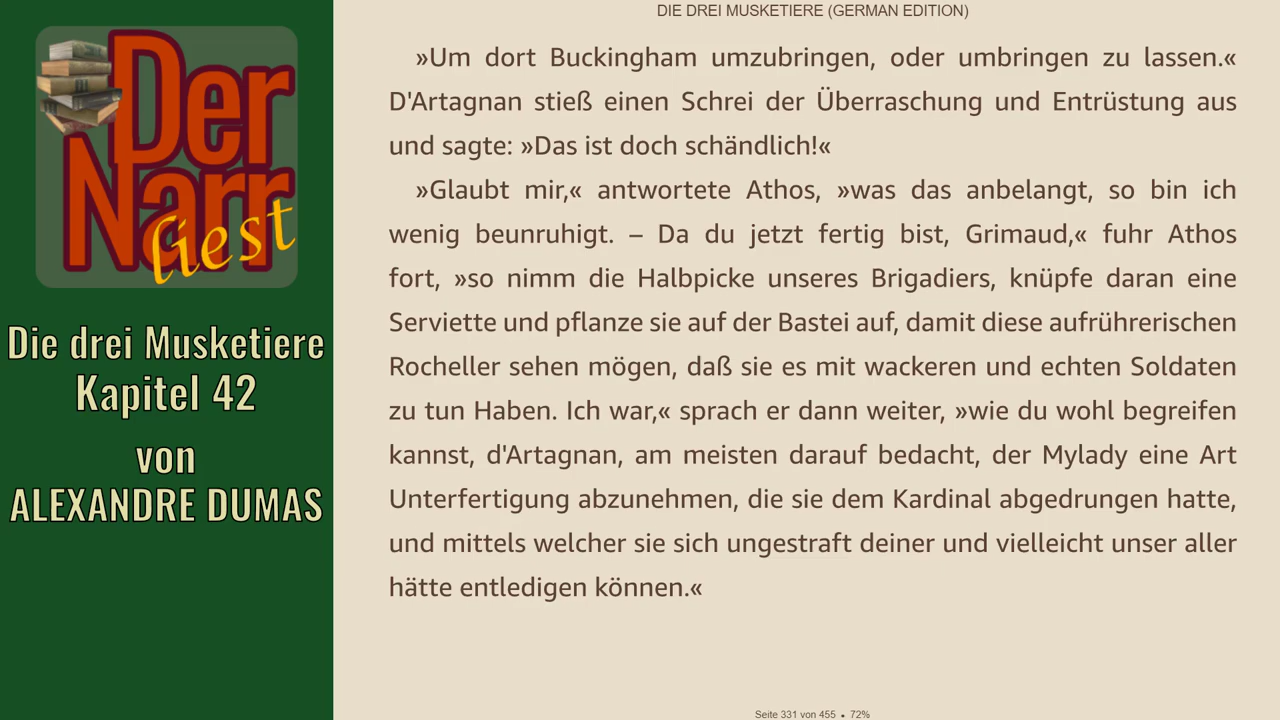 Der
Narr
liest
Die drei Musketiere
Kapitel 42
von
ALEXANDRE DUMAS
DIE DREI MUSKETIERE (GERMAN EDITION)
»Um dort Buckingham umzubringen, oder umbringen zu lassen.«
D'Artagnan stieß einen Schrei der Überraschung und Entrüstung aus
und sagte: »Das ist doch schändlich!«
»Glaubt mir,« antwortete Athos, »was das anbelangt, so bin ich
wenig beunruhigt. – Da du jetzt fertig bist, Grimaud,« fuhr Athos
fort, »so nimm die Halbpicke unseres Brigadiers, knüpfe daran eine
Serviette und pflanze sie auf der Bastei auf, damit diese aufrührerischen
Rocheller sehen mögen, daß sie es mit wackeren und echten Soldaten
zu tun Haben. Ich war,« sprach er dann weiter, »wie du wohl begreifen
kannst, d'Artagnan, am meisten darauf bedacht, der Mylady eine Art
Unterfertigung abzunehmen, die sie dem Kardinal abgedrungen hatte,
und mittels welcher sie sich ungestraft deiner und vielleicht unser aller
hätte entledigen können.«
Seite 331 von 455 • 72%